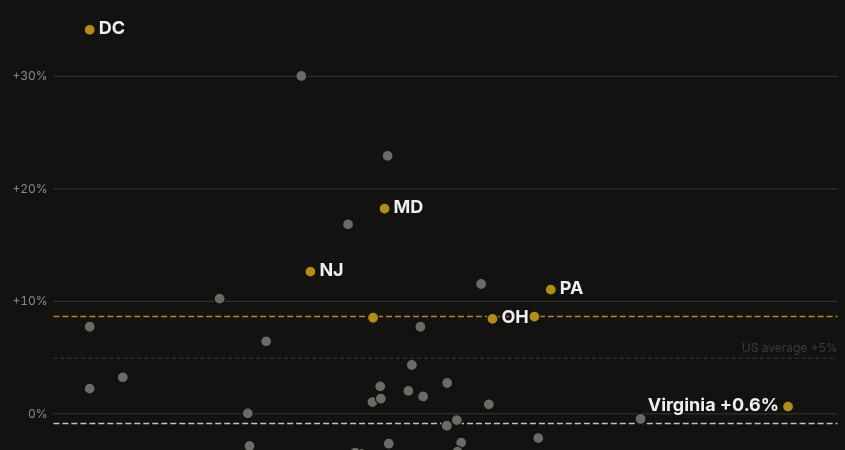 DC
+30%
+20%
MD
NJ
PA
+10%
OH
US average +5%
Virginia +0.6%
0%